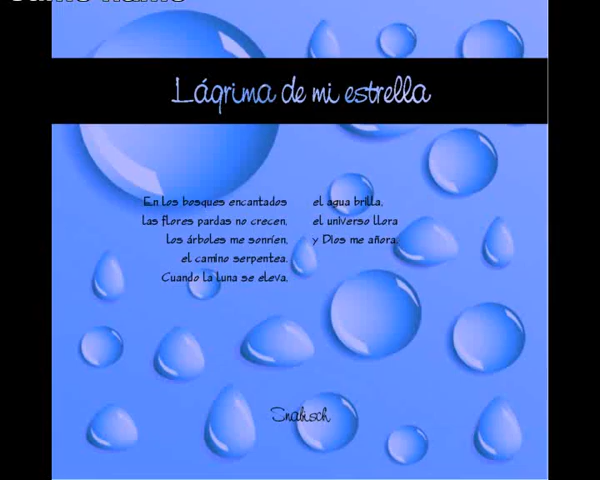 Lágrima de mi estrella
En los bosques encantados
las flores pardas no crecen,
los árboles me sonríen,
el camino serpentea.
Cuando la luna se eleva,
el agua brilla,
el universo llora
y Dios me añora.